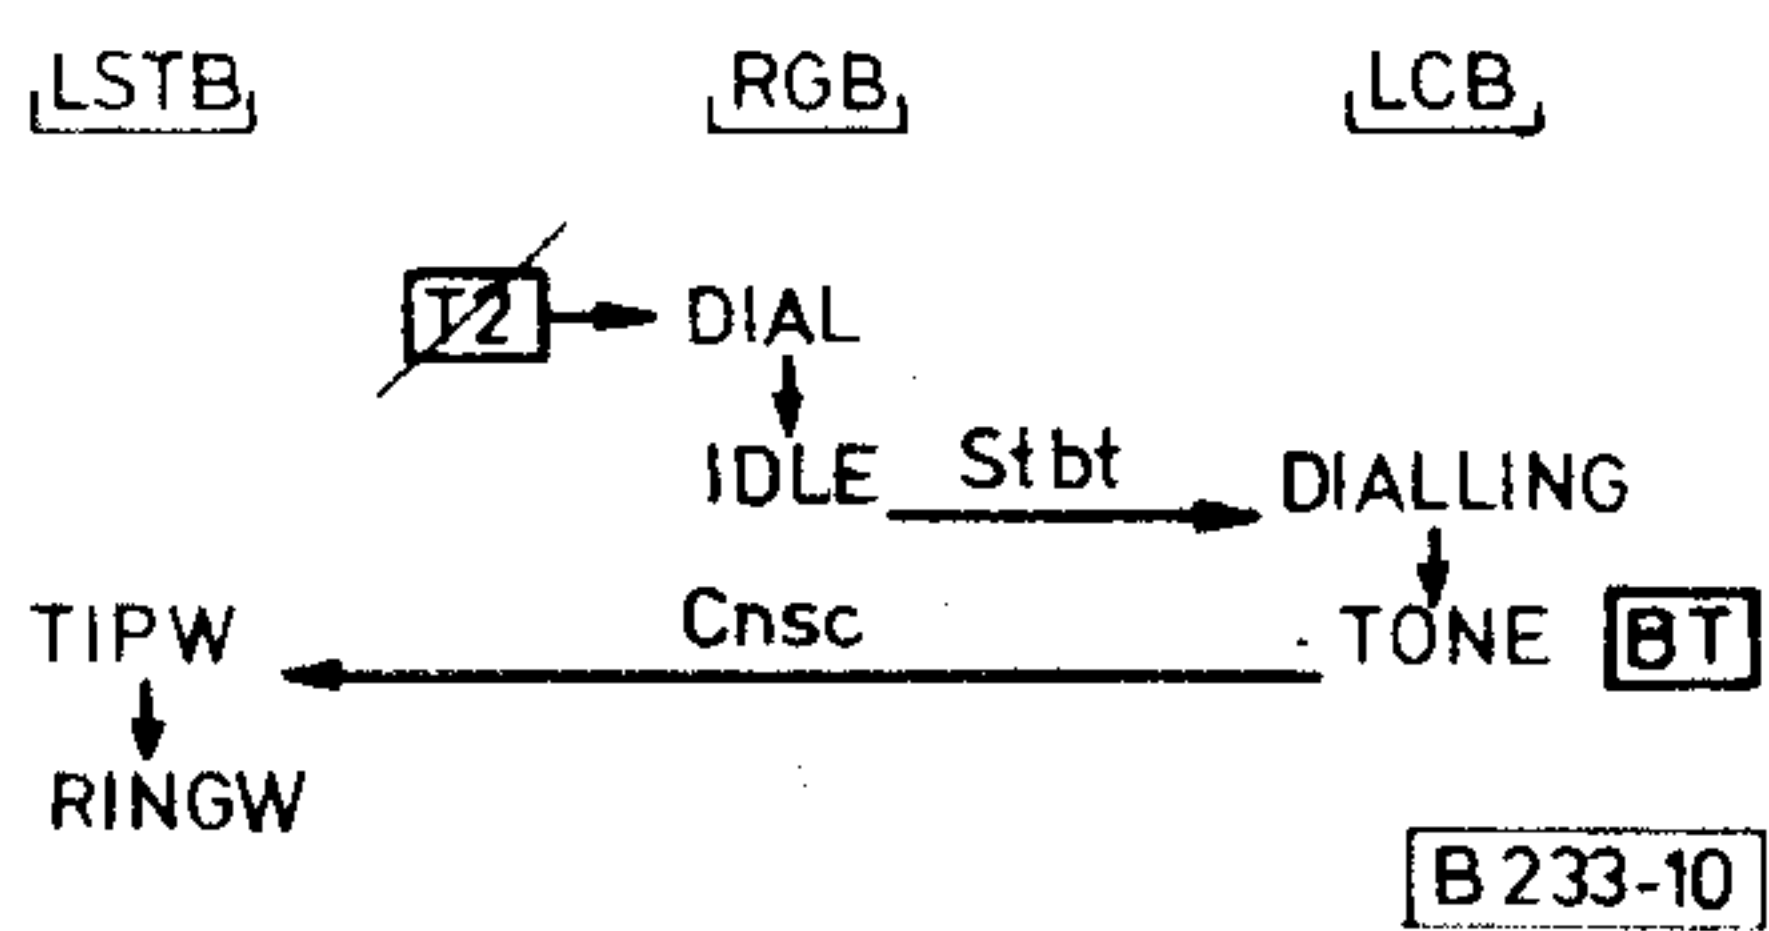 LSTB RGB LCB
T2 DIAL
IDLE Stbt DIALLING
TIPW Cnsc TONE BT
RINGW
B 233-10